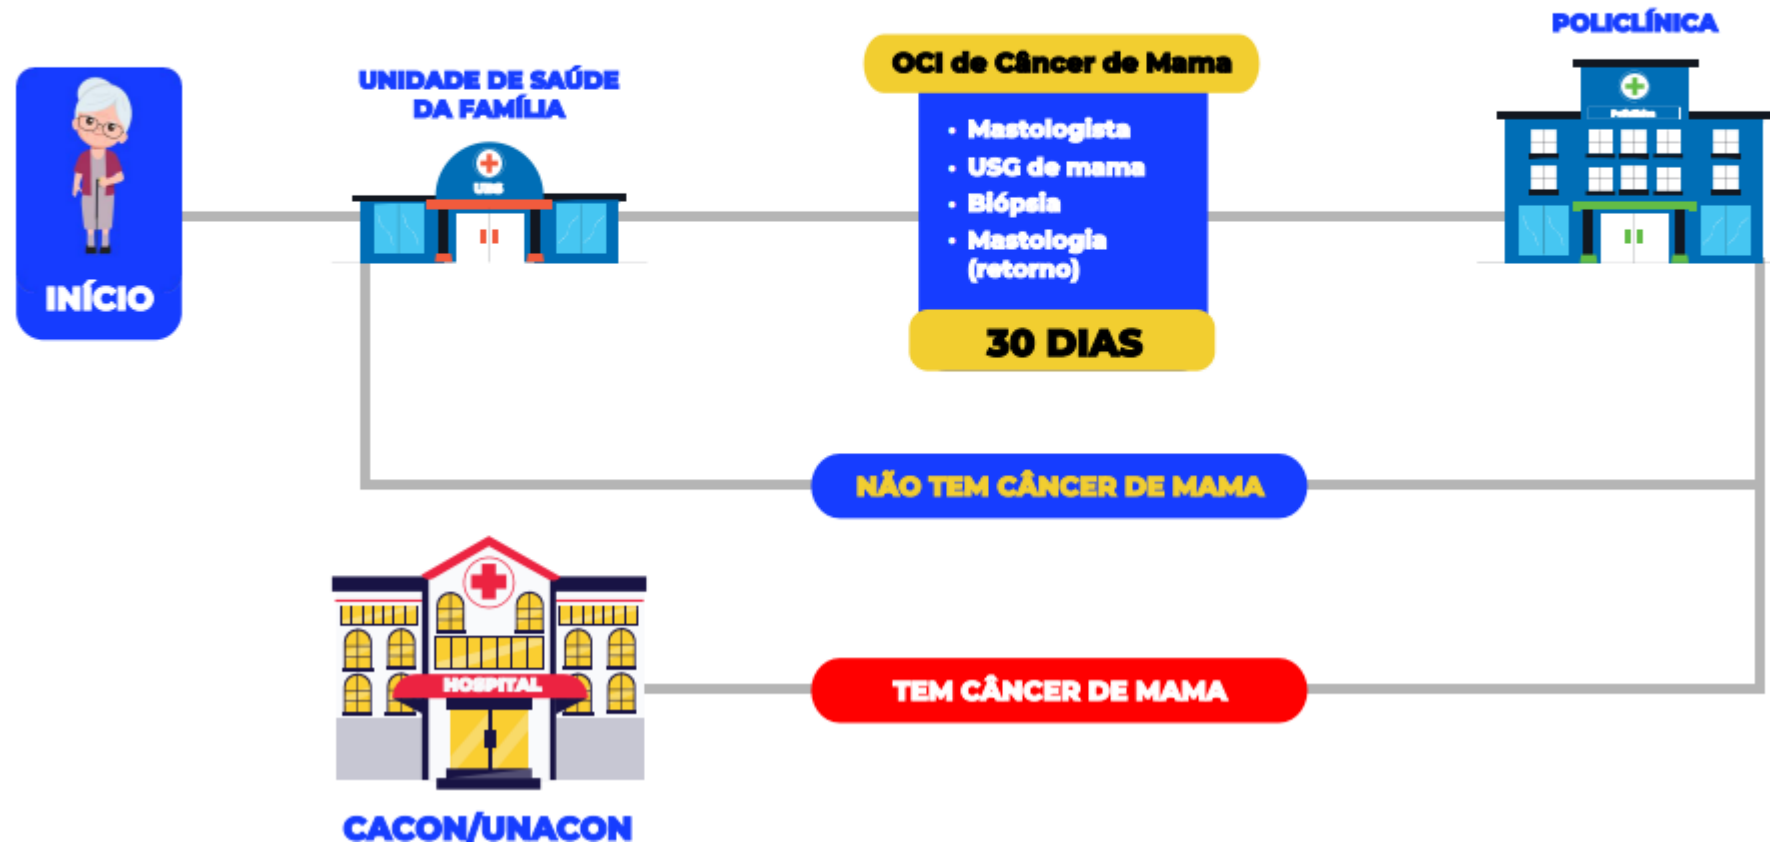 INÍCIO
UNIDADE DE SAÚDE
DA FAMÍLIA
UBS
OCI de Câncer de Mama
• Mastologista
• USG de mama
• Biópsia
• Mastologia
(retorno)
30 DIAS
POLICLÍNICA
Policlínica
NÃO TEM CÂNCER DE MAMA
HOSPITAL
TEM CÂNCER DE MAMA
CACON/UNACON